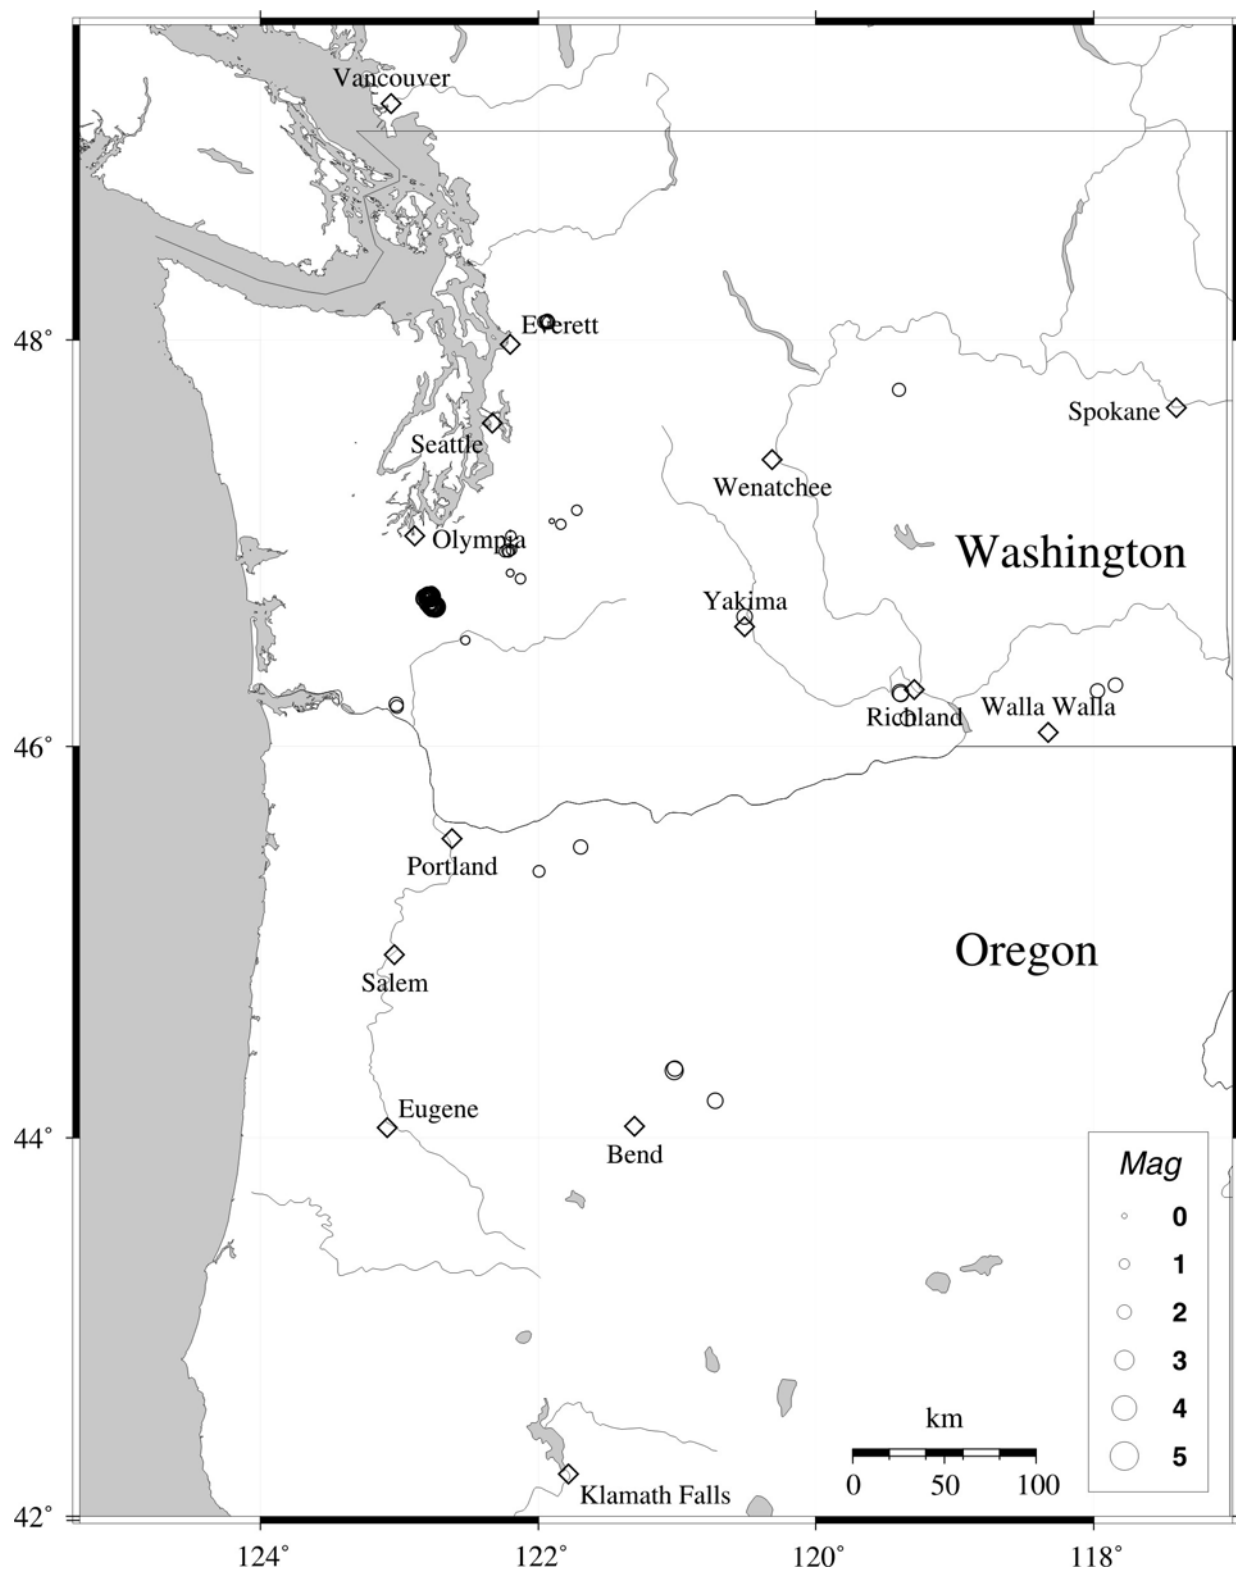 Vancouver
48°
Everett
Spokane
Seattle
Wenatchee
Olympia
Washington
Yakima
Richland
Walla Walla
46°
Portland
Oregon
Salem
44°
Eugene
Bend
Mag
0
1
2
3
4
5
km
0 50 100
Klamath Falls
42°
124° 122° 120° 118°